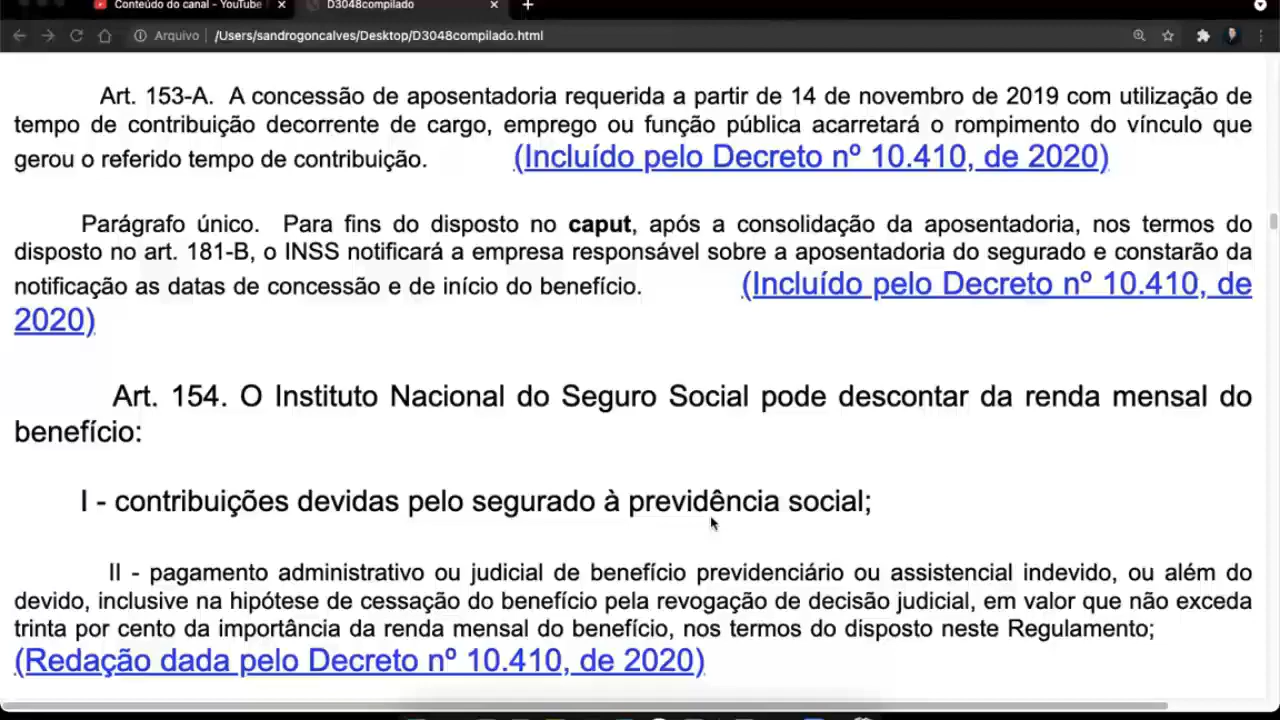 Conteúdo do canal - YouTube
D3048compilado
Arquivo /Users/sandrogoncalves/Desktop/D3048compilado.html
Art. 153-A. A concessão de aposentadoria requerida a partir de 14 de novembro de 2019 com utilização de
tempo de contribuição decorrente de cargo, emprego ou função pública acarretará o rompimento do vínculo que
gerou o referido tempo de contribuição. (Incluído pelo Decreto nº 10.410, de 2020)
Parágrafo único. Para fins do disposto no caput, após a consolidação da aposentadoria, nos termos do
disposto no art. 181-B, o INSS notificará a empresa responsável sobre a aposentadoria do segurado e constarão da
notificação as datas de concessão e de início do benefício. (Incluído pelo Decreto nº 10.410, de
2020)
Art. 154. O Instituto Nacional do Seguro Social pode descontar da renda mensal do
benefício:
I - contribuições devidas pelo segurado à previdência social;
II - pagamento administrativo ou judicial de benefício previdenciário ou assistencial indevido, ou além do
devido, inclusive na hipótese de cessação do benefício pela revogação de decisão judicial, em valor que não exceda
trinta por cento da importância da renda mensal do benefício, nos termos do disposto neste Regulamento;
(Redação dada pelo Decreto nº 10.410, de 2020)